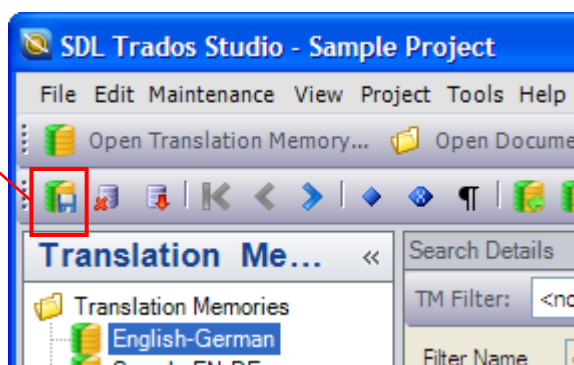 SDL Trados Studio - Sample Project
File Edit Maintenance View Project Tools Help
Open Translation Memory... Open Docume
Translation Me... «
Search Details
Translation Memories
TM Filter: <no
English-German
Filter Name